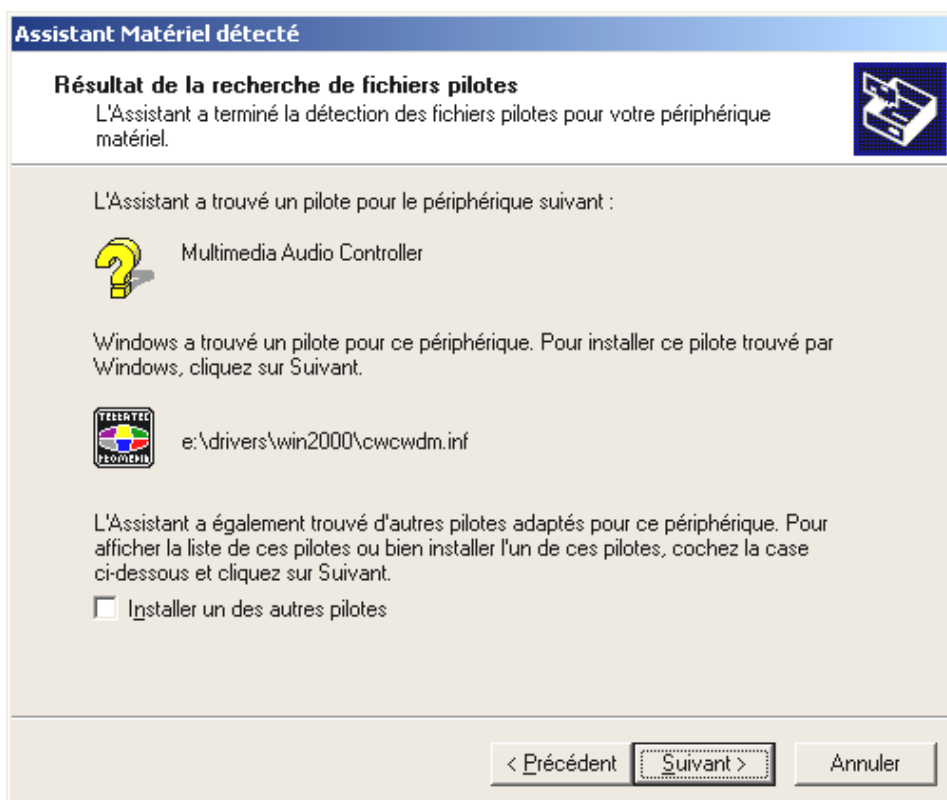 Assistant Matériel détecté
Résultat de la recherche de fichiers pilotes
L'Assistant a terminé la détection des fichiers pilotes pour votre périphérique
matériel.
L'Assistant a trouvé un pilote pour le périphérique suivant :
Multimedia Audio Controller
Windows a trouvé un pilote pour ce périphérique. Pour installer ce pilote trouvé par
Windows, cliquez sur Suivant.
TERRATEC
PROMEDIA
e:\drivers\win2000\cwcwdm.inf
L'Assistant a également trouvé d'autres pilotes adaptés pour ce périphérique. Pour
afficher la liste de ces pilotes ou bien installer l'un de ces pilotes, cochez la case
ci-dessous et cliquez sur Suivant.
Installer un des autres pilotes
< Précédent Suivant > Annuler